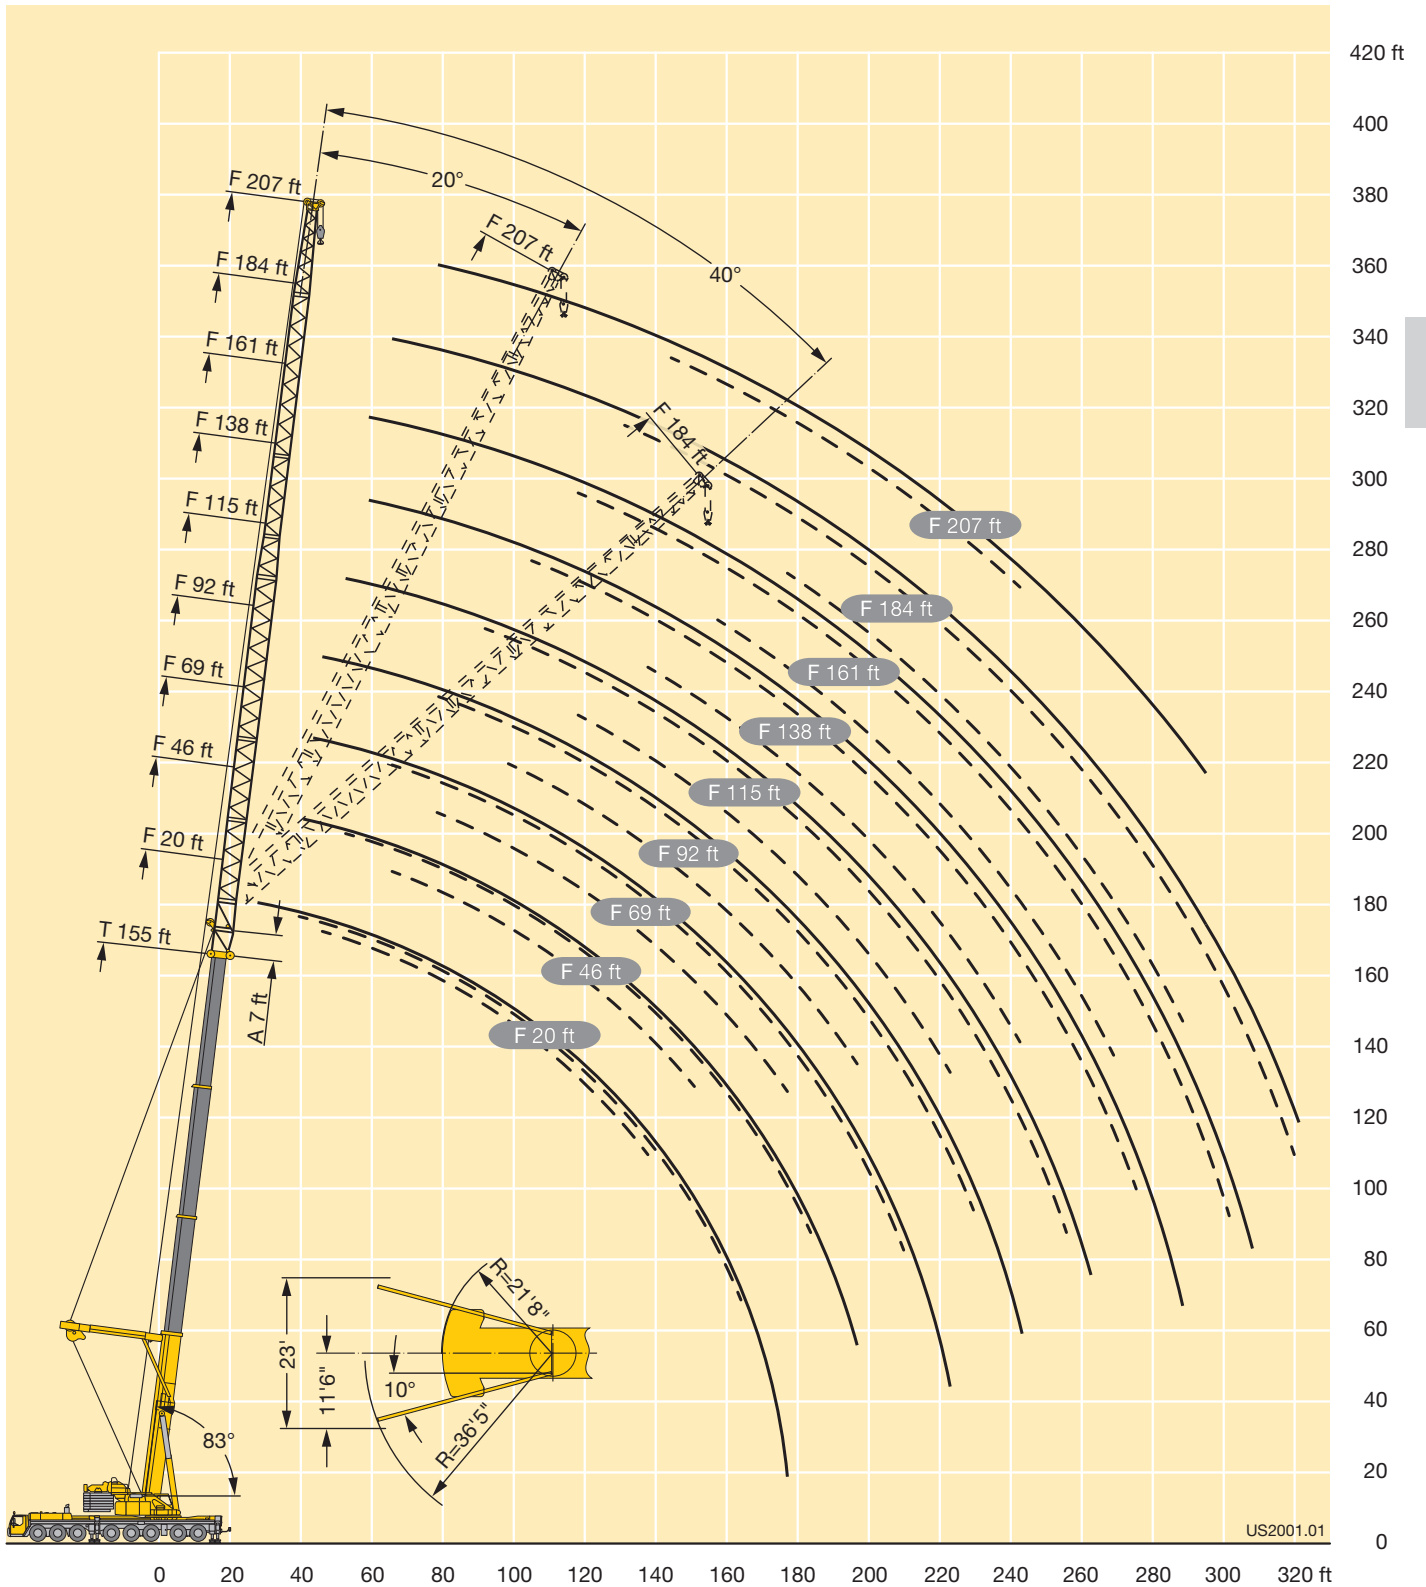 420 ft
400
380
360
340
320
300
280
260
240
220
200
180
160
140
120
100
80
60
40
20
0
20°
40°
F 207 ft
F 184 ft
F 161 ft
F 138 ft
F 115 ft
F 92 ft
F 69 ft
F 46 ft
F 20 ft
T 155 ft
A 7 ft
F 207 ft
F 184 ft
F 207 ft
F 184 ft
F 161 ft
F 138 ft
F 115 ft
F 92 ft
F 69 ft
F 46 ft
F 20 ft
R=21'8"
23'
11'6"
10°
R=36'5"
83°
US2001.01
0 20 40 60 80 100 120 140 160 180 200 220 240 260 280 300 320 ft